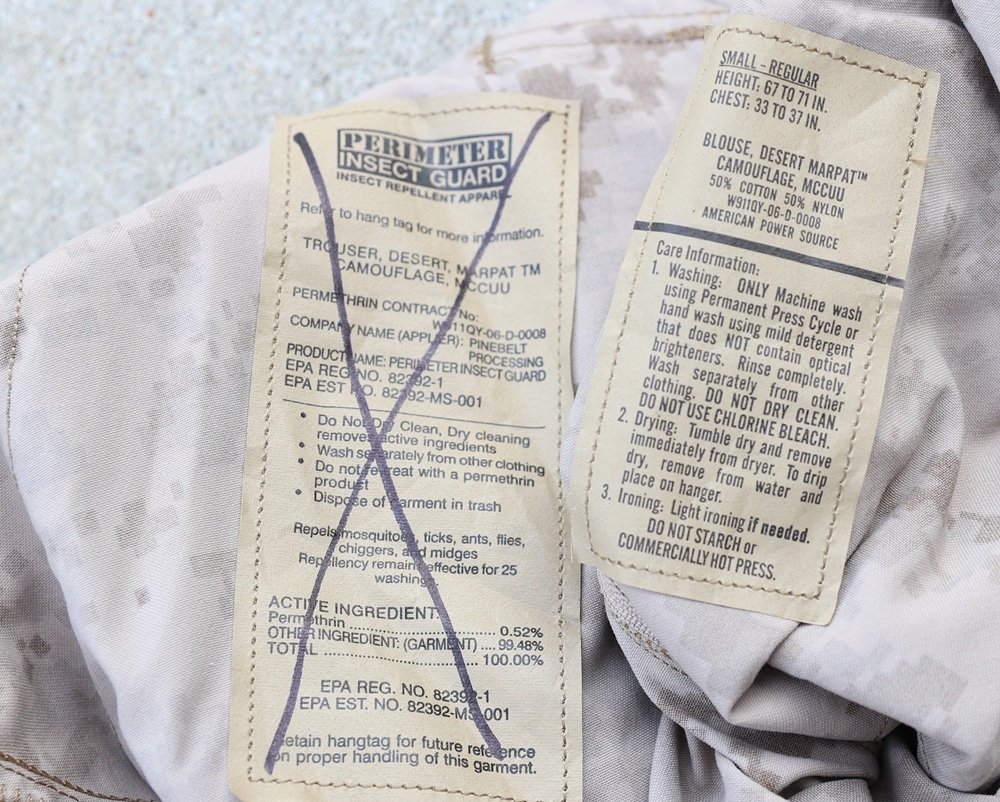 PERIMETER
INSECT GUARD
INSECT REPELLENT APPAREL
Refer to hang tag for more information.
TROUSER, DESERT, MARPAT TM
CAMOUFLAGE, MCCUU
PERMETHRIN CONTRACT No:
W911QY-06-D-0008
COMPANY NAME (APPLIER): PINEBELT
PROCESSING
PRODUCT NAME: PERIMETER INSECT GUARD
EPA REG NO. 82392-1
EPA EST NO. 82392-MS-001
• Do Not Dry Clean, Dry cleaning
removes active ingredients
• Wash separately from other clothing
• Do not retreat with a permethrin
product
• Dispose of garment in trash
Repels mosquitoes, ticks, ants, flies,
chiggers, and midges
Repellency remains effective for 25
washings
ACTIVE INGREDIENT:
Permethrin .......................... 0.52%
OTHER INGREDIENT: (GARMENT) .... 99.48%
TOTAL ............................ 100.00%
EPA REG. NO. 82392-1
EPA EST. NO. 82392-MS-001
Retain hangtag for future reference
on proper handling of this garment.
SMALL - REGULAR
HEIGHT: 67 TO 71 IN.
CHEST: 33 TO 37 IN.
BLOUSE, DESERT MARPAT™
CAMOUFLAGE, MCCUU
50% COTTON 50% NYLON
W911QY-06-D-0008
AMERICAN POWER SOURCE
Care Information:
1. Washing: ONLY Machine wash
using Permanent Press Cycle or
hand wash using mild detergent
that does NOT contain optical
brighteners. Rinse completely.
Wash separately from other
clothing. DO NOT DRY CLEAN.
DO NOT USE CHLORINE BLEACH.
2. Drying: Tumble dry and remove
immediately from dryer. To drip
dry, remove from water and
place on hanger.
3. Ironing: Light ironing if needed.
DO NOT STARCH or
COMMERCIALLY HOT PRESS.